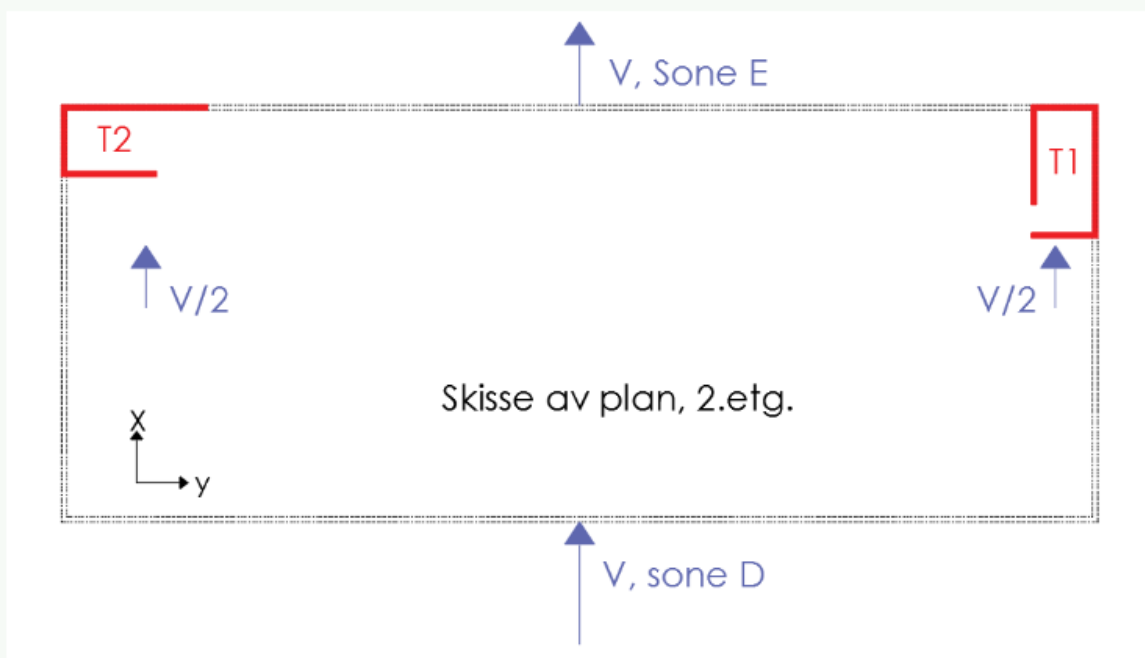 V, Sone E
T2
T1
V/2
V/2
Skisse av plan, 2.etg.
X
y
V, sone D